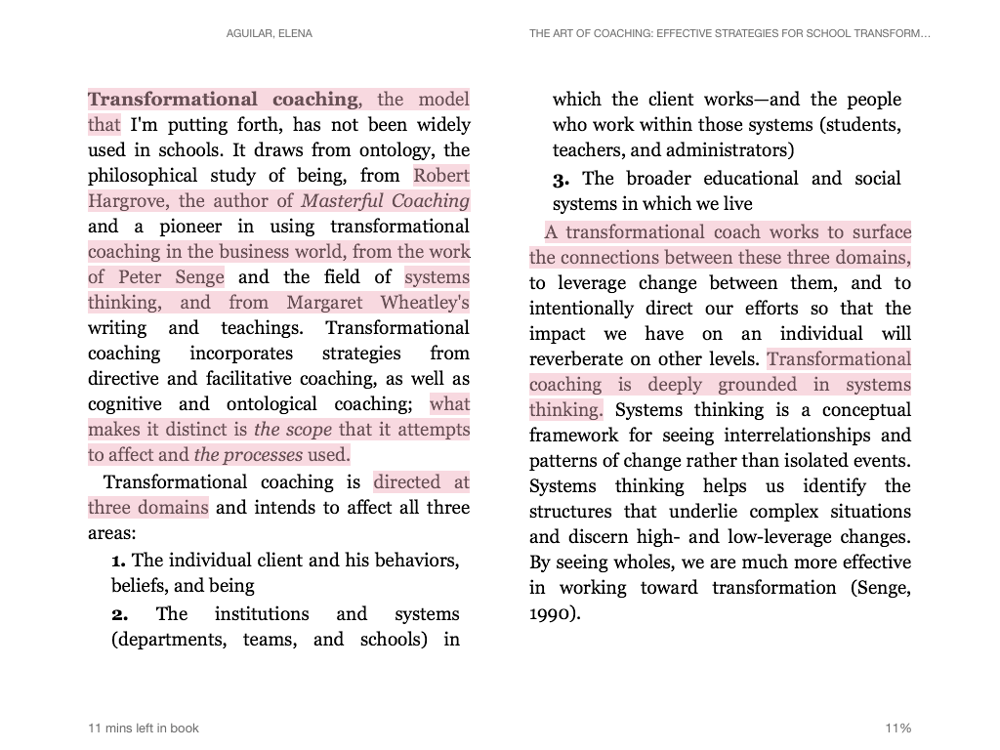 AGUILAR, ELENA
THE ART OF COACHING: EFFECTIVE STRATEGIES FOR SCHOOL TRANSFORM...
Transformational coaching, the model
that I'm putting forth, has not been widely
used in schools. It draws from ontology, the
philosophical study of being, from Robert
Hargrove, the author of Masterful Coaching
and a pioneer in using transformational
coaching in the business world, from the work
of Peter Senge and the field of systems
thinking, and from Margaret Wheatley's
writing and teachings. Transformational
coaching incorporates strategies from
directive and facilitative coaching, as well as
cognitive and ontological coaching; what
makes it distinct is the scope that it attempts
to affect and the processes used.
Transformational coaching is directed at
three domains and intends to affect all three
areas:
1. The individual client and his behaviors,
beliefs, and being
2. The institutions and systems
(departments, teams, and schools) in
which the client works—and the people
who work within those systems (students,
teachers, and administrators)
3. The broader educational and social
systems in which we live
A transformational coach works to surface
the connections between these three domains,
to leverage change between them, and to
intentionally direct our efforts so that the
impact we have on an individual will
reverberate on other levels. Transformational
coaching is deeply grounded in systems
thinking. Systems thinking is a conceptual
framework for seeing interrelationships and
patterns of change rather than isolated events.
Systems thinking helps us identify the
structures that underlie complex situations
and discern high- and low-leverage changes.
By seeing wholes, we are much more effective
in working toward transformation (Senge,
1990).
11 mins left in book
11%